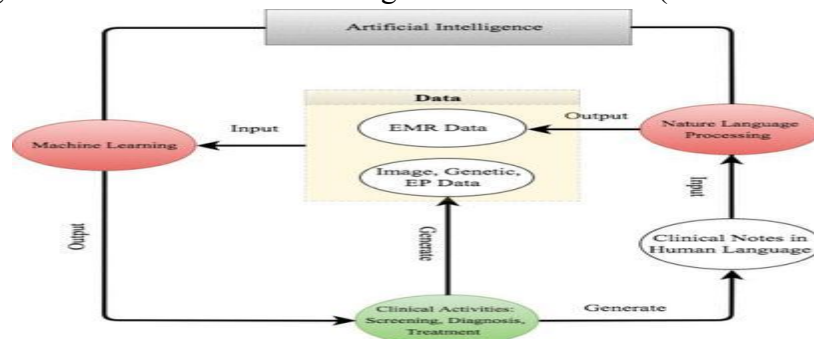 Artificial Intelligence
Data
Input
EMR Data
Output
Nature Language
Processing
Machine Learning
Image, Genetic,
EP Data
Input
Output
Generate
Clinical Notes in
Human Language
Clinical Activities:
Screening, Diagnosis,
Treatment
Generate